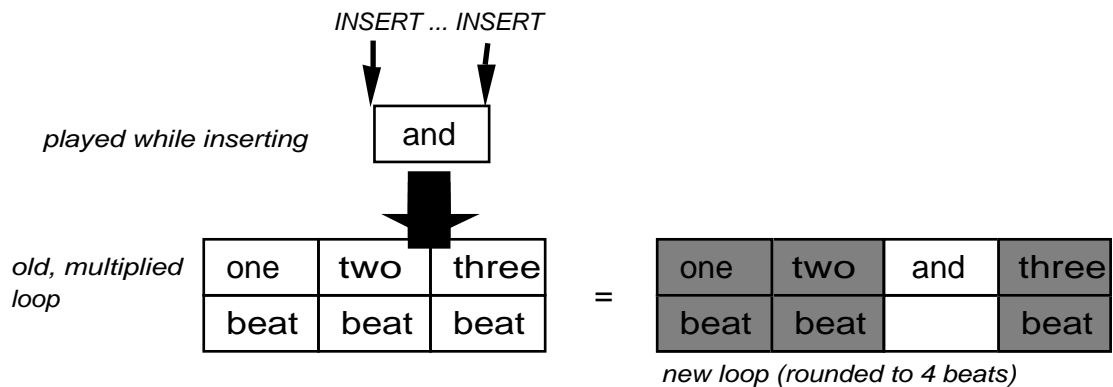 INSERT ... INSERT
and
played while inserting
old, multiplied
loop
one two three
beat beat beat
=
one two and three
beat beat beat
new loop (rounded to 4 beats)